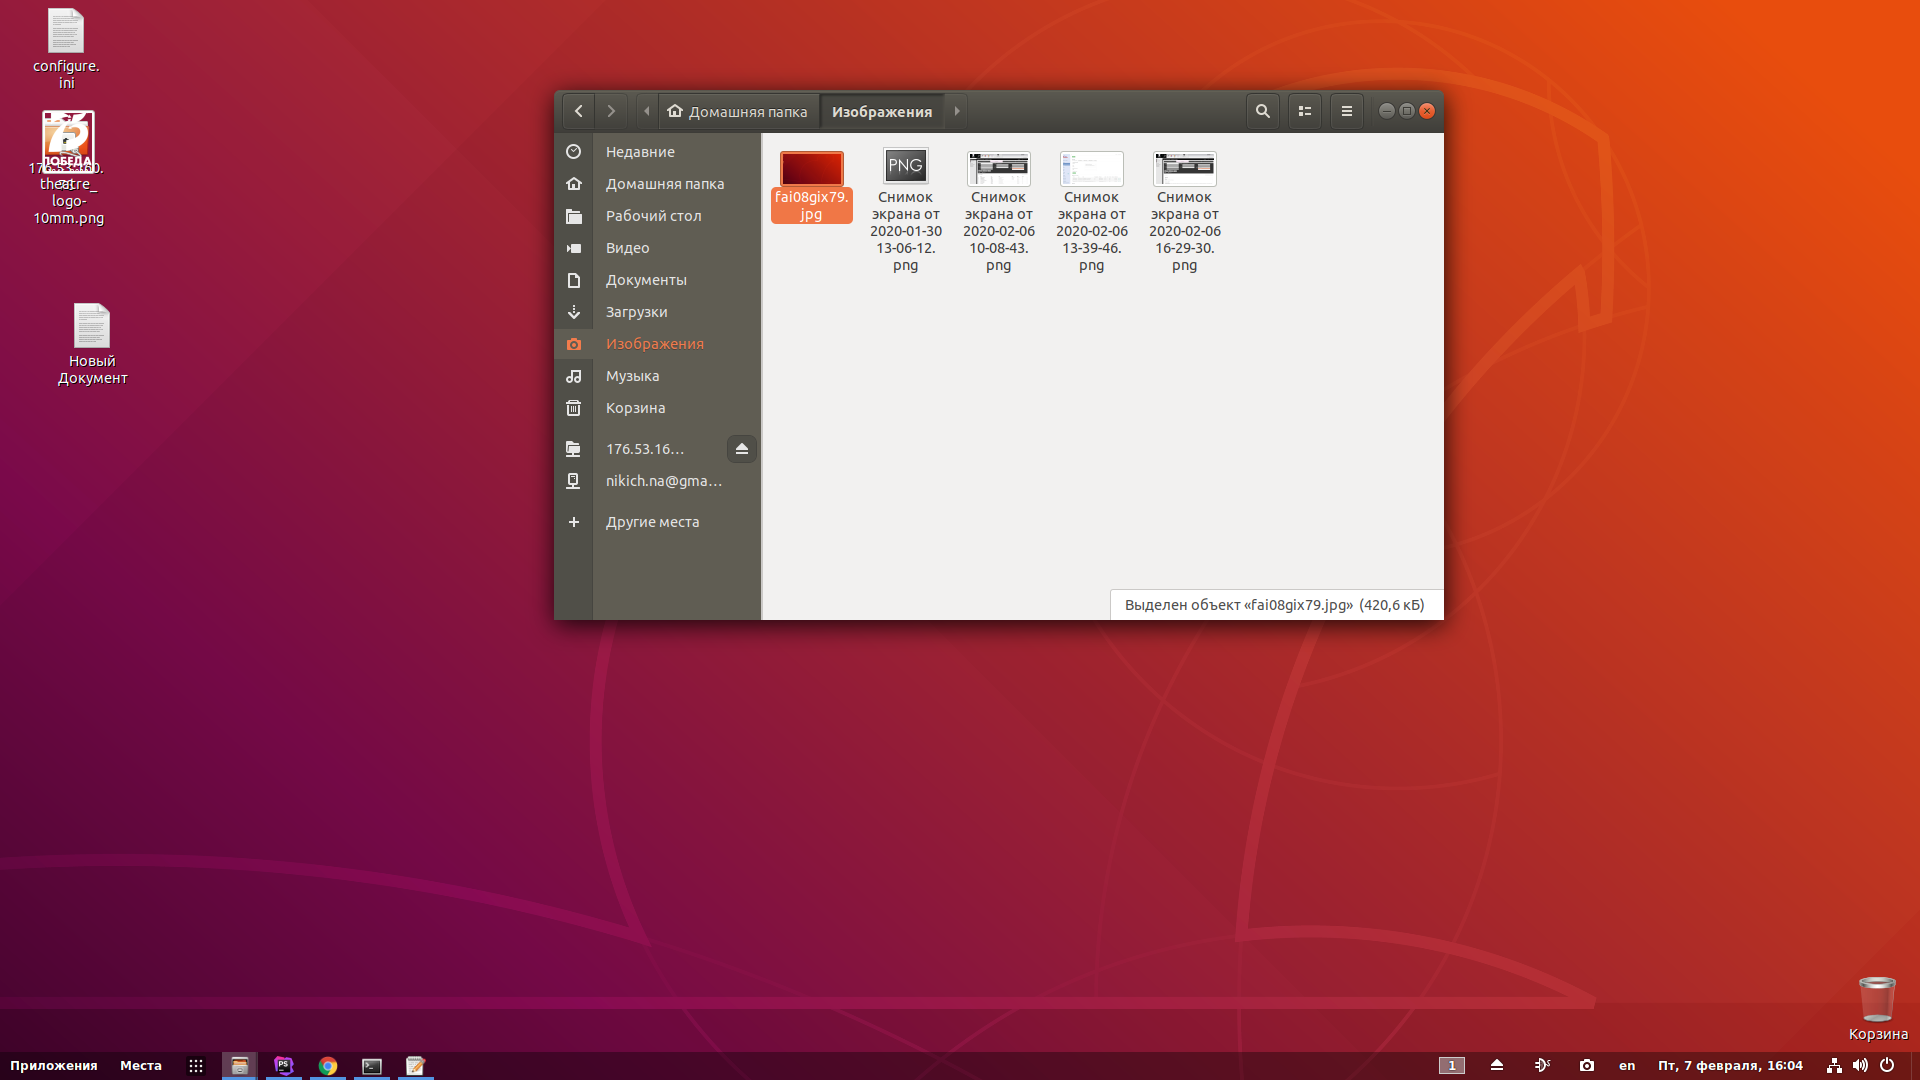 configure.
ini
ПОБЕДА
theatre_
logo-
10mm.png
Новый
Документ
Домашняя папка
Изображения
Недавние
Домашняя папка
Рабочий стол
Видео
Документы
Загрузки
Изображения
Музыка
Корзина
176.53.16...
nikich.na@gma...
Другие места
fai08gix79.
jpg
PNG
Снимок
экрана от
2020-01-30
13-06-12.
png
Снимок
экрана от
2020-02-06
10-08-43.
png
Снимок
экрана от
2020-02-06
13-39-46.
png
Снимок
экрана от
2020-02-06
16-29-30.
png
Выделен объект «fai08gix79.jpg» (420,6 кБ)
Корзина
Приложения
Места
PS
1
en
Пт, 7 февраля, 16:04